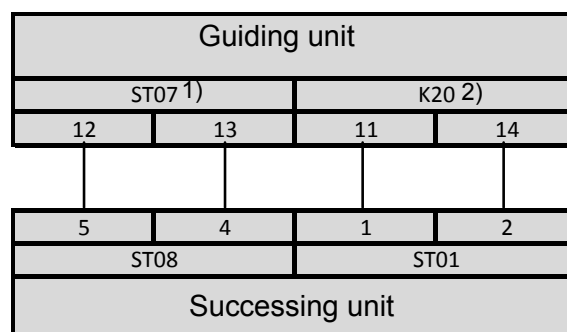 Guiding unit
ST07 1) K20 2)
12 13 11 14
5 4 1 2
ST08 ST01
Successing unit